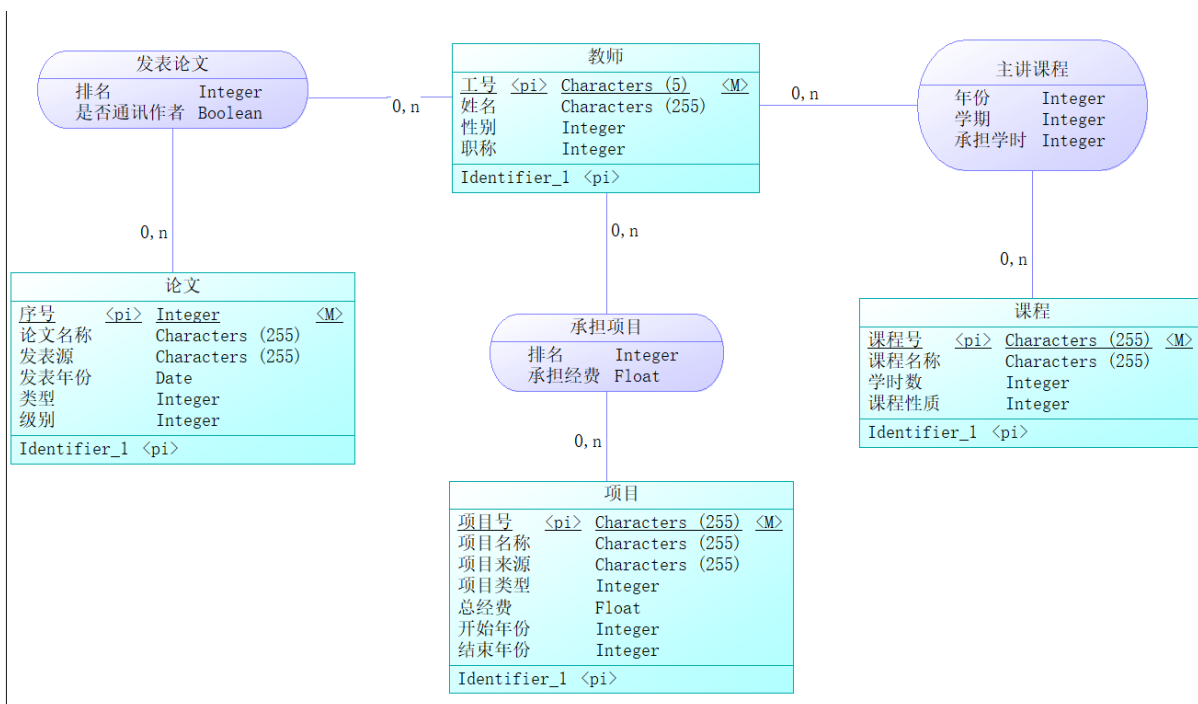 发表论文
排名 Integer
是否通讯作者 Boolean
0,n
教师
工号 <pi> Characters (5) <M>
姓名 Characters (255)
性别 Integer
职称 Integer
Identifier_1 <pi>
0,n
主讲课程
年份 Integer
学期 Integer
承担学时 Integer
0,n
0,n
0,n
论文
序号 <pi> Integer <M>
论文名称 Characters (255)
发表源 Characters (255)
发表年份 Date
类型 Integer
级别 Integer
Identifier_1 <pi>
承担项目
排名 Integer
承担经费 Float
0,n
课程
课程号 <pi> Characters (255) <M>
课程名称 Characters (255)
学时数 Integer
课程性质 Integer
Identifier_1 <pi>
项目
项目号 <pi> Characters (255) <M>
项目名称 Characters (255)
项目来源 Characters (255)
项目类型 Integer
总经费 Float
开始年份 Integer
结束年份 Integer
Identifier_1 <pi>